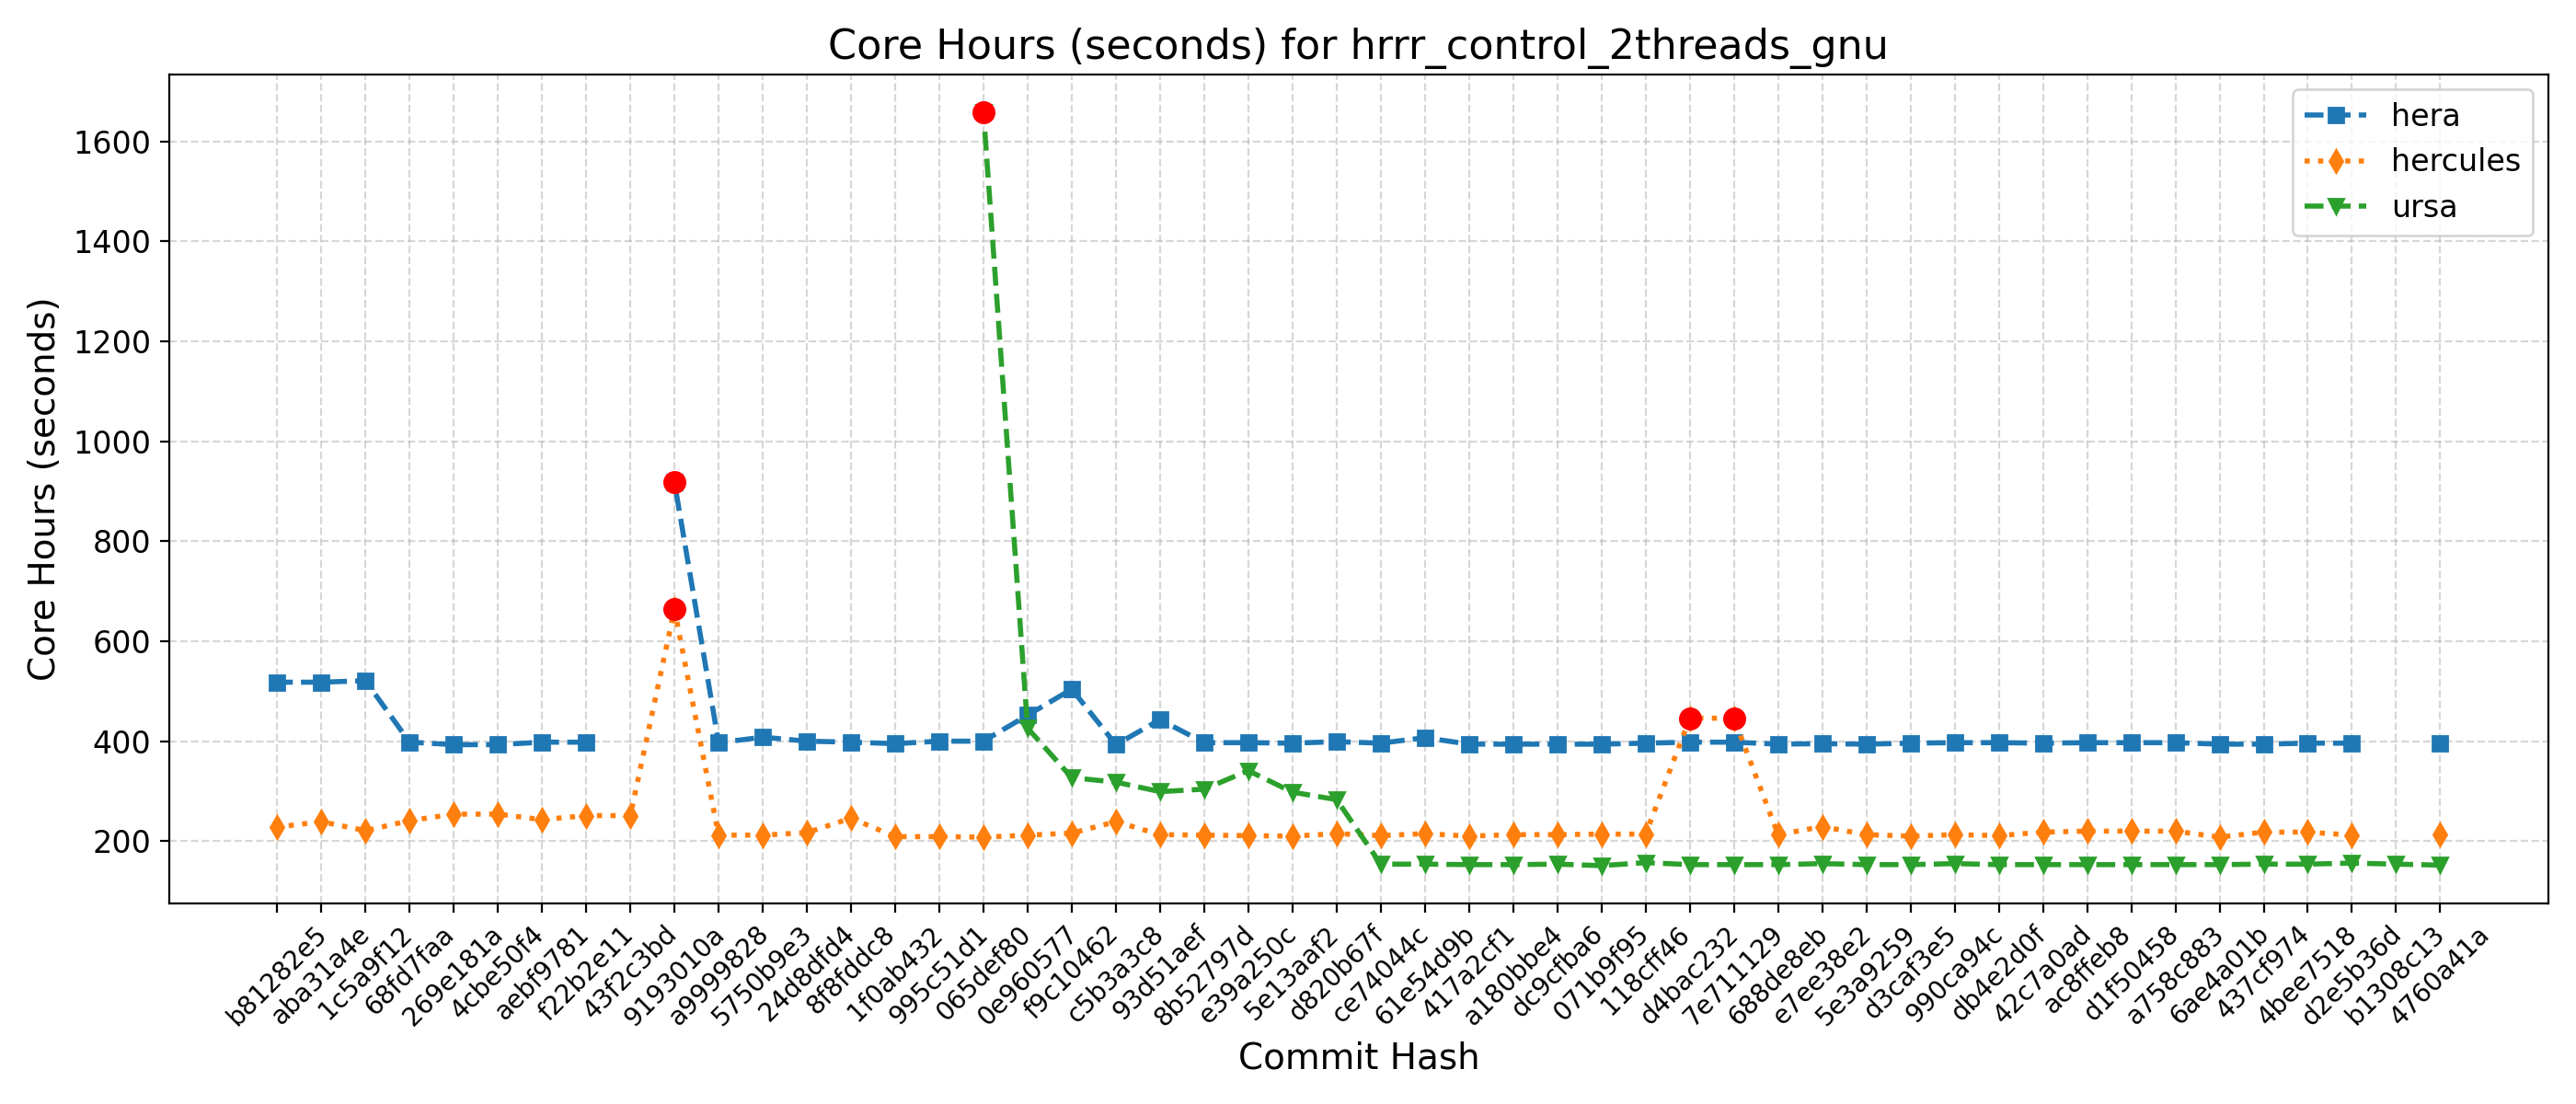 Core Hours (seconds) for hrrr_control_2threads_gnu
hera
hercules
ursa
Core Hours (seconds)
1600
1400
1200
1000
800
600
400
200
b81282e5
aba31a4e
1c5a9f12
68fd7faa
269e181a
4cbe50f4
aebf9781
f22b2e11
43f2c3bd
9193010a
a9999828
5750b9e3
24d8dfd4
8f8fddc8
1f0ab432
995c51d1
065def80
0e960577
f9c10462
c5b3a3c8
93d51aef
8b52797d
e39a250c
5e13aaf2
d820b67f
ce74044c
61e54d9b
417a2cf1
a180bbe4
dc9cfba6
071b9f95
118cff46
d4bac232
7e711129
688de8eb
e7ee38e2
5e3a9259
d3caf3e5
990ca94c
db4e2d0f
42c7a0ad
ac8ffeb8
d1f50458
a758c883
6ae4a01b
437cf974
4bee7518
d2e5b36d
b1308c13
4760a41a
Commit Hash